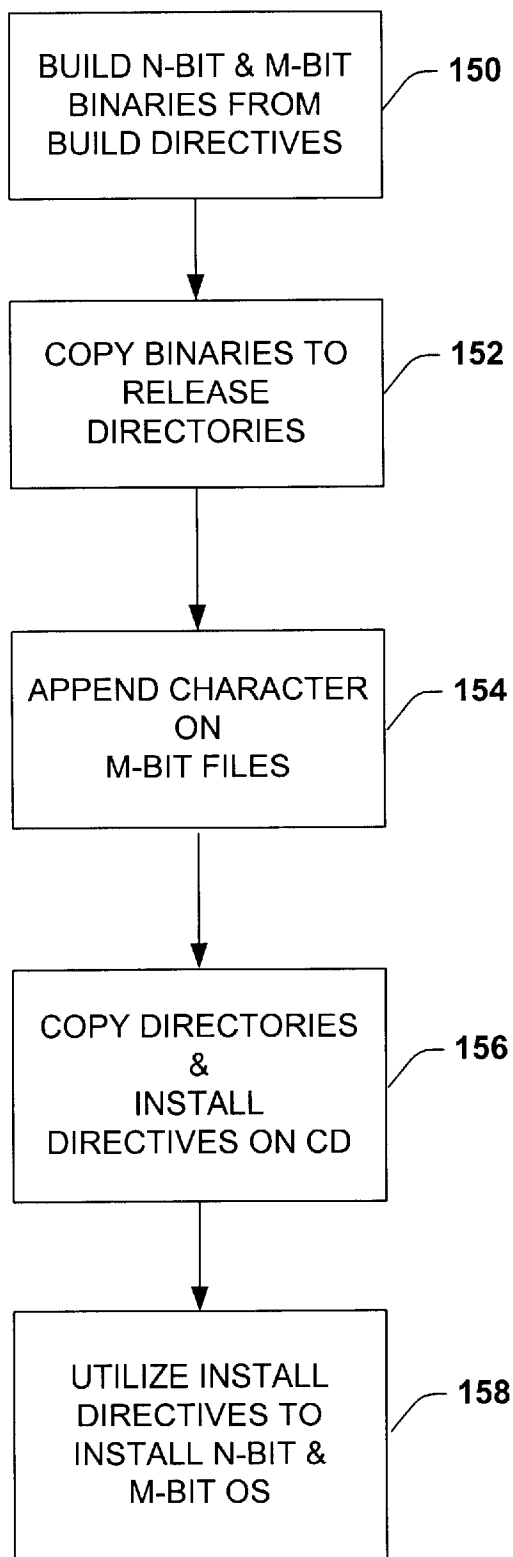 BUILD N-BIT & M-BIT
BINARIES FROM
BUILD DIRECTIVES
150
COPY BINARIES TO
RELEASE
DIRECTORIES
152
APPEND CHARACTER
ON
M-BIT FILES
154
COPY DIRECTORIES
&
INSTALL
DIRECTIVES ON CD
156
UTILIZE INSTALL
DIRECTIVES TO
INSTALL N-BIT &
M-BIT OS
158